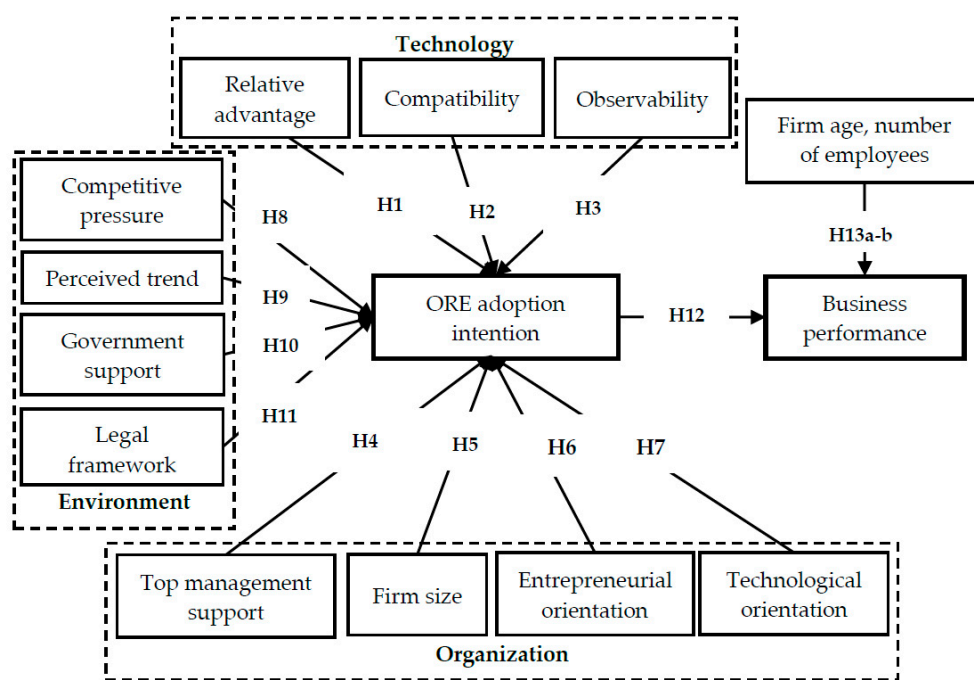 Technology
Relative
advantage
Compatibility
Observability
Firm age, number
of employees
Competitive
pressure
Perceived trend
Government
support
Legal
framework
Environment
H8
H9
H10
H11
H1
H2
H3
H13a-b
ORE adoption
intention
H12
Business
performance
H4
H5
H6
H7
Top management
support
Firm size
Entrepreneurial
orientation
Technological
orientation
Organization